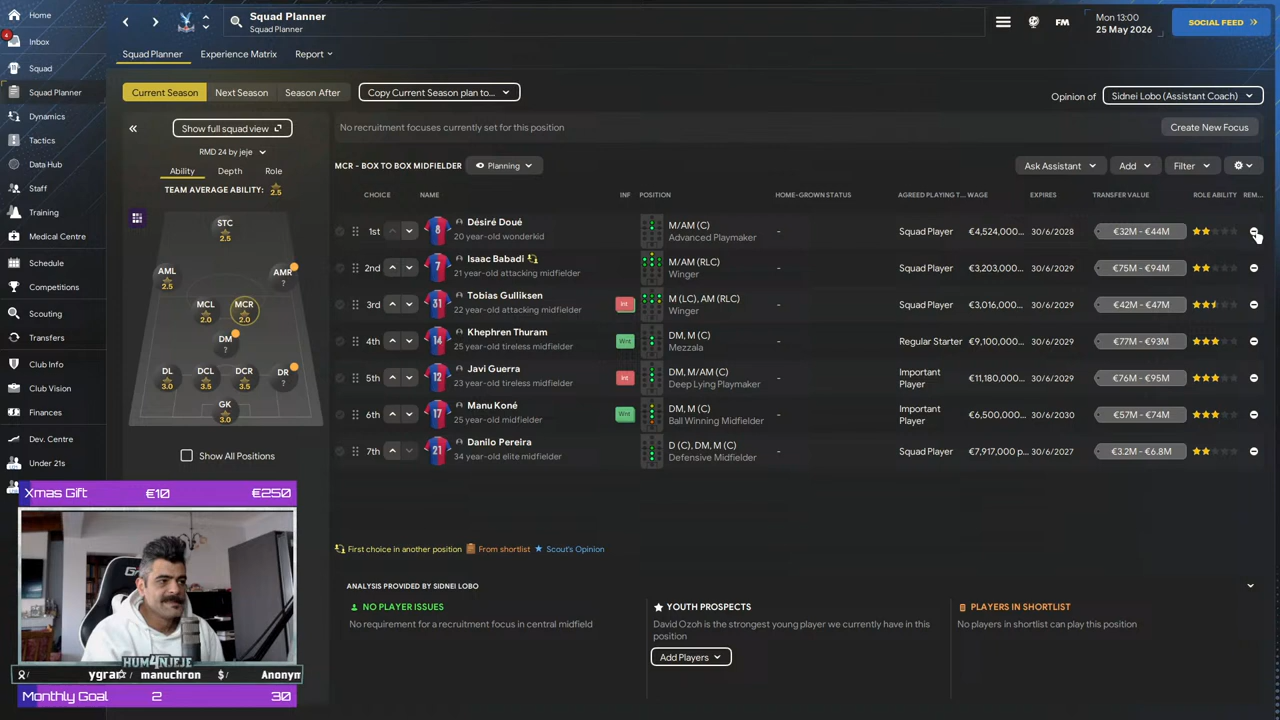 Home
4
Inbox
Squad
Squad Planner
Dynamics
Tactics
Data Hub
Staff
Training
Medical Centre
Schedule
Competitions
Scouting
Transfers
Club Info
Club Vision
Finances
Dev. Centre
Under 21s
Squad Planner
Squad Planner
FM
Mon 13:00
25 May 2026
SOCIAL FEED
Squad Planner
Experience Matrix
Report
Current Season
Next Season
Season After
Copy Current Season plan to...
Opinion of
Sidnei Lobo (Assistant Coach)
Show full squad view
RMD 24 by jeje
Ability
Depth
Role
TEAM AVERAGE ABILITY:
2.5
STC
2.5
AML
2.5
AMR
?
MCL
2.0
MCR
2.0
DM
?
DL
3.0
DCL
3.5
DCR
3.5
DR
?
GK
3.0
Show All Positions
No recruitment focuses currently set for this position
Create New Focus
MCR - BOX TO BOX MIDFIELDER
Planning
Ask Assistant
Add
Filter
CHOICE NAME INF POSITION HOME-GROWN STATUS AGREED PLAYING T... WAGE EXPIRES TRANSFER VALUE ROLE ABILITY REM...
1st 8 Désiré Doué M/AM (C) - Squad Player €4,524,000... 30/6/2028 €32M - €44M
20 year-old wonderkid Advanced Playmaker
2nd 7 Isaac Babadi M/AM (RLC) - Squad Player €3,203,000... 30/6/2028 €75M - €94M
21 year-old attacking midfielder Winger
3rd 31 Tobias Gulliksen Int M (LC), AM (RLC) - Squad Player €3,016,000... 30/6/2029 €42M - €47M
22 year-old attacking midfielder Winger
4th 14 Khephren Thuram Wnt DM, M (C) - Regular Starter €9,100,000... 30/6/2029 €77M - €93M
25 year-old tireless midfielder Mezzala
5th 12 Javi Guerra Int DM, M/AM (C) - Important Player €11,180,000... 30/6/2029 €76M - €95M
23 year-old tireless midfielder Deep Lying Playmaker
6th 17 Manu Koné Wnt DM, M (C) - Important Player €6,500,000... 30/6/2030 €57M - €74M
25 year-old midfielder Ball Winning Midfielder
7th 21 Danilo Pereira D (C), DM, M (C) - Squad Player €7,917,000 p... 30/6/2027 €3.2M - €6.8M
34 year-old elite midfielder Defensive Midfielder
First choice in another position From shortlist Scout's Opinion
ANALYSIS PROVIDED BY SIDNEI LOBO
NO PLAYER ISSUES
No requirement for a recruitment focus in central midfield
YOUTH PROSPECTS
David Ozoh is the strongest young player we currently have in this
position
Add Players
PLAYERS IN SHORTLIST
No players in shortlist can play this position
Xmas Gift €10 €250
HUM4NJEJE
manuchron $/ Anonym
Monthly Goal 2 30